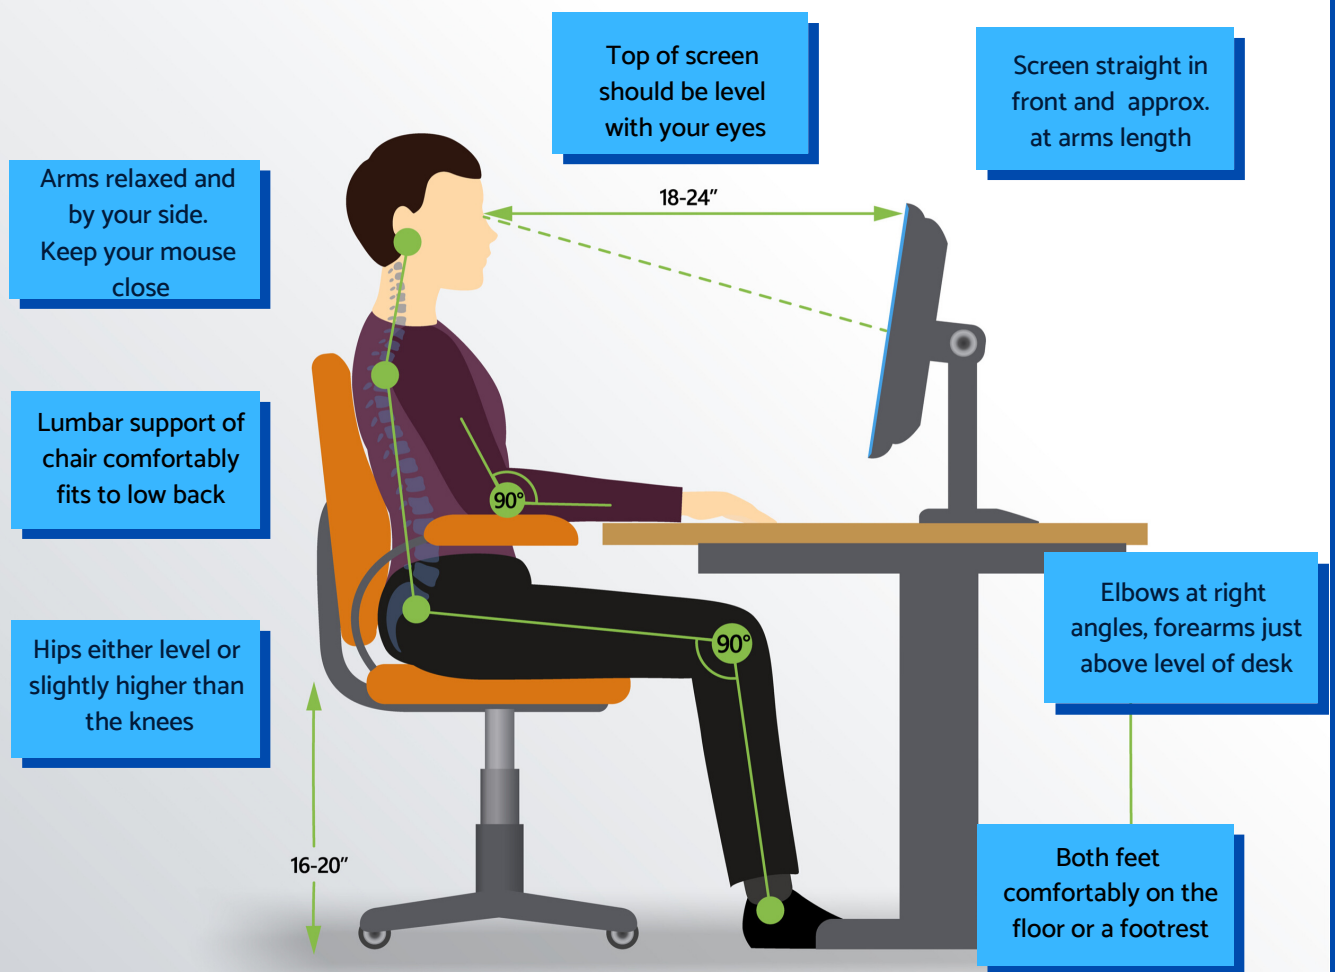 Top of screen
should be level
with your eyes
Screen straight in
front and approx.
at arms length
Arms relaxed and
by your side.
Keep your mouse
close
18-24”
Lumbar support of
chair comfortably
fits to low back
90°
Elbows at right
angles, forearms just
above level of desk
Hips either level or
slightly higher than
the knees
90°
16-20”
Both feet
comfortably on the
floor or a footrest